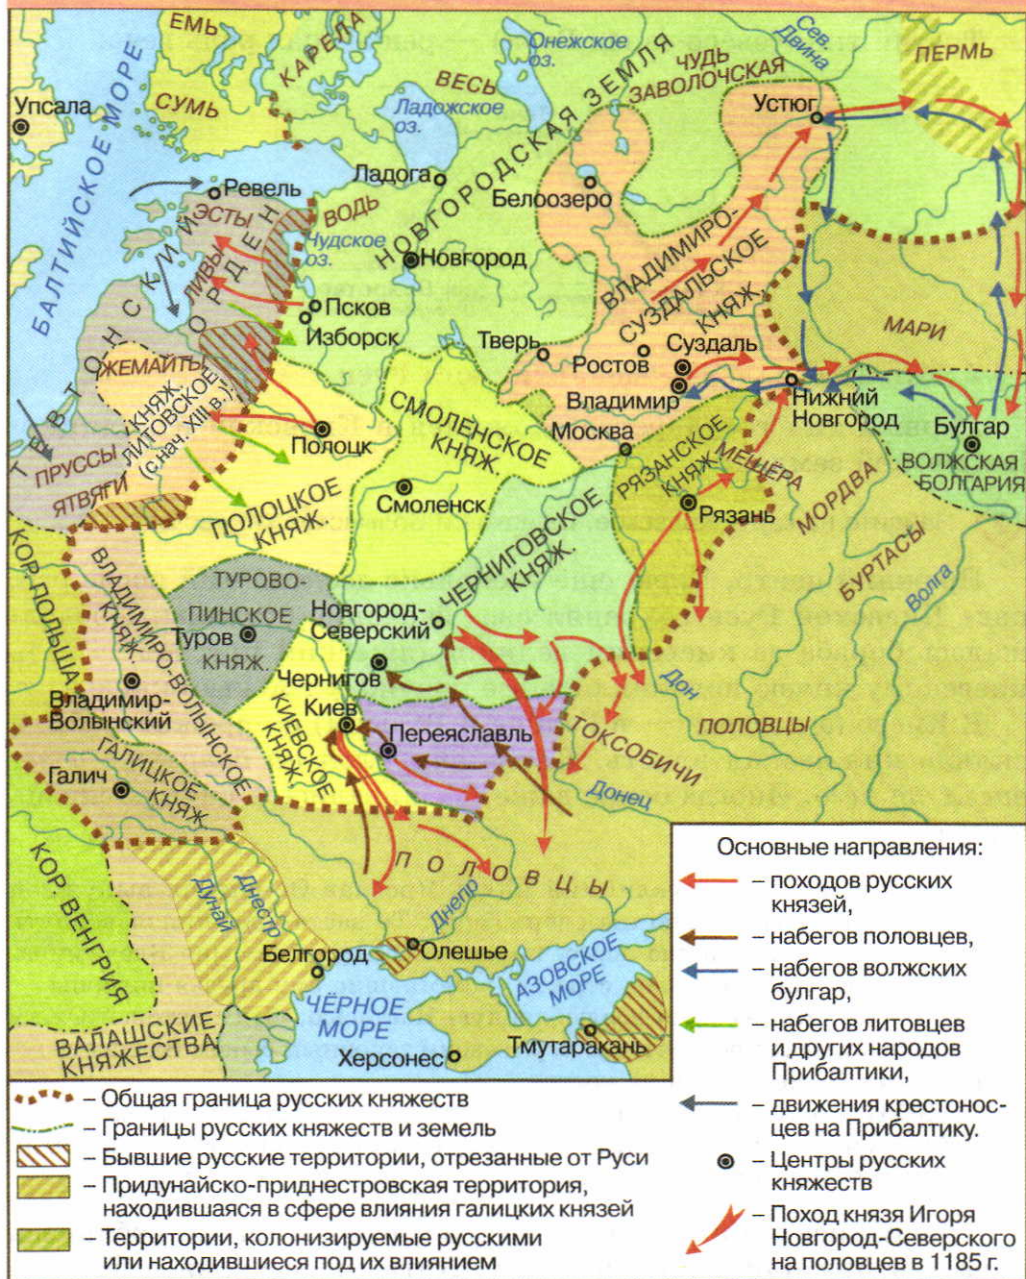 ЕМЬ
КАРЕЛА
Онежское
оз.
Сев.
Двина
ПЕРМЬ
ЧУДЬ
ЗАВОЛОЧСКАЯ
ВЕСЬ
СУМЬ
Упсала
Ладожское
оз.
Устюг
БАЛТИЙСКОЕ МОРЕ
НОВГОРОДСКАЯ ЗЕМЛЯ
Ревель
Ладога
Белоозеро
ЭСТЫ
ВОДЬ
Чудское
оз.
Новгород
ВЛАДИМИРО-
СУЗДАЛЬСКОЕ
КНЯЖ.
ТЕВТОНСКИЙ ОРДЕН
ЛИВЫ
Псков
Изборск
МАРИ
Тверь
Ростов
Суздаль
ЖЕМАЙТЫ
КНЯЖ.
ЛИТОВСКОЕ
(с нач. XIII в.)
СМОЛЕНСКОЕ
КНЯЖ.
Владимир
Нижний
Новгород
Москва
Булгар
Полоцк
РЯЗАНСКОЕ
КНЯЖ.
МЕЩЁРА
ВОЛЖСКАЯ
БОЛГАРИЯ
ПРУССЫ
ЯТВЯГИ
Смоленск
МОРДВА
Рязань
ПОЛОЦКОЕ
КНЯЖ.
ЧЕРНИГОВСКОЕ
КНЯЖ.
БУРТАСЫ
Волга
КОР. ПОЛЬША
ВЛАДИМИРО-ВОЛЫНСКОЕ
КНЯЖ.
ТУРОВО-
ПИНСКОЕ
КНЯЖ.
Туров
Новгород-
Северский
Чернигов
Владимир-
Волынский
Киев
КИЕВСКОЕ
КНЯЖ.
Переяславль
Дон
ПОЛОВЦЫ
ТОКСОБИЧИ
ГАЛИЦКОЕ
КНЯЖ.
Галич
Донец
ПОЛОВЦЫ
КОР. ВЕНГРИЯ
Дунай
Днестр
Днепр
Белгород
Олешье
АЗОВСКОЕ
МОРЕ
ЧЁРНОЕ
МОРЕ
ВАЛАШСКИЕ
КНЯЖЕСТВА
Херсонес
Тмутаракань
Основные направления:
– походов русских
князей,
– набегов половцев,
– набегов волжских
булгар,
– набегов литовцев
и других народов
Прибалтики,
– движения крестонос-
цев на Прибалтику.
– Центры русских
княжеств
– Поход князя Игоря
Новгород-Северского
на половцев в 1185 г.
– Общая граница русских княжеств
– Границы русских княжеств и земель
– Бывшие русские территории, отрезанные от Руси
– Придунайско-приднестровская территория,
находившаяся в сфере влияния галицких князей
– Территории, колонизируемые русскими
или находившиеся под их влиянием